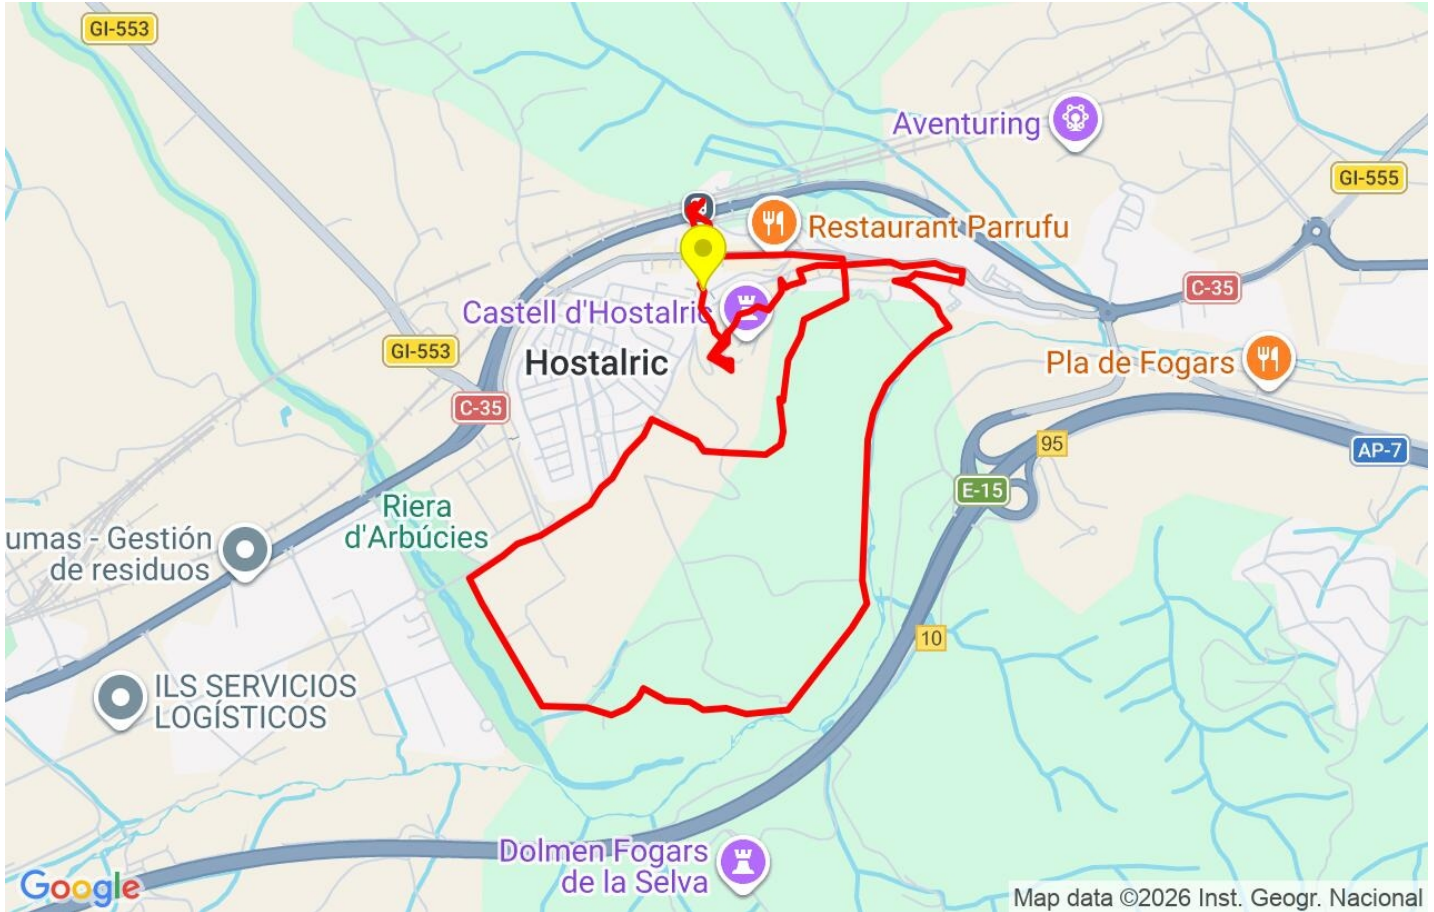 GI-553
Aventuring
GI-555
Restaurant Parrufu
C-35
Castell d'Hostalric
GI-553
Hostalric
Pla de Fogars
C-35
95
AP-7
E-15
Riera
d'Arbúcies
umas - Gestión
de residuos
10
ILS SERVICIOS
LOGÍSTICOS
Dolmen Fogars
de la Selva
Google
Map data ©2026 Inst. Geogr. Nacional